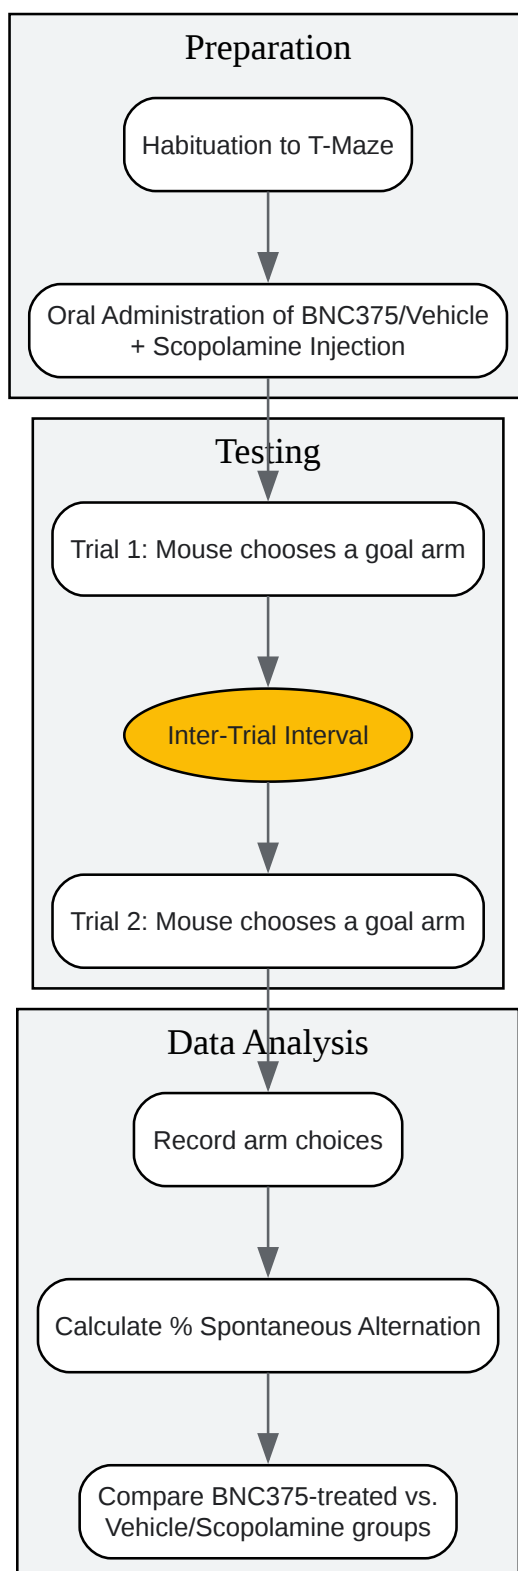 Preparation
Habituation to T-Maze
Oral Administration of BNC375/Vehicle
+ Scopolamine Injection
Testing
Trial 1: Mouse chooses a goal arm
Inter-Trial Interval
Trial 2: Mouse chooses a goal arm
Data Analysis
Record arm choices
Calculate % Spontaneous Alternation
Compare BNC375-treated vs.
Vehicle/Scopolamine groups